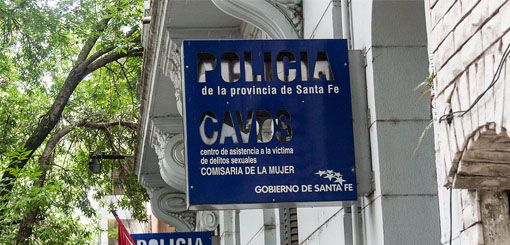 POLICIA
de la provincia de Santa Fe
CAVDS
centro de asistencia a la victima
de delitos sexuales
COMISARIA DE LA MUJER
GOBIERNO DE SANTA FE
POLICIA